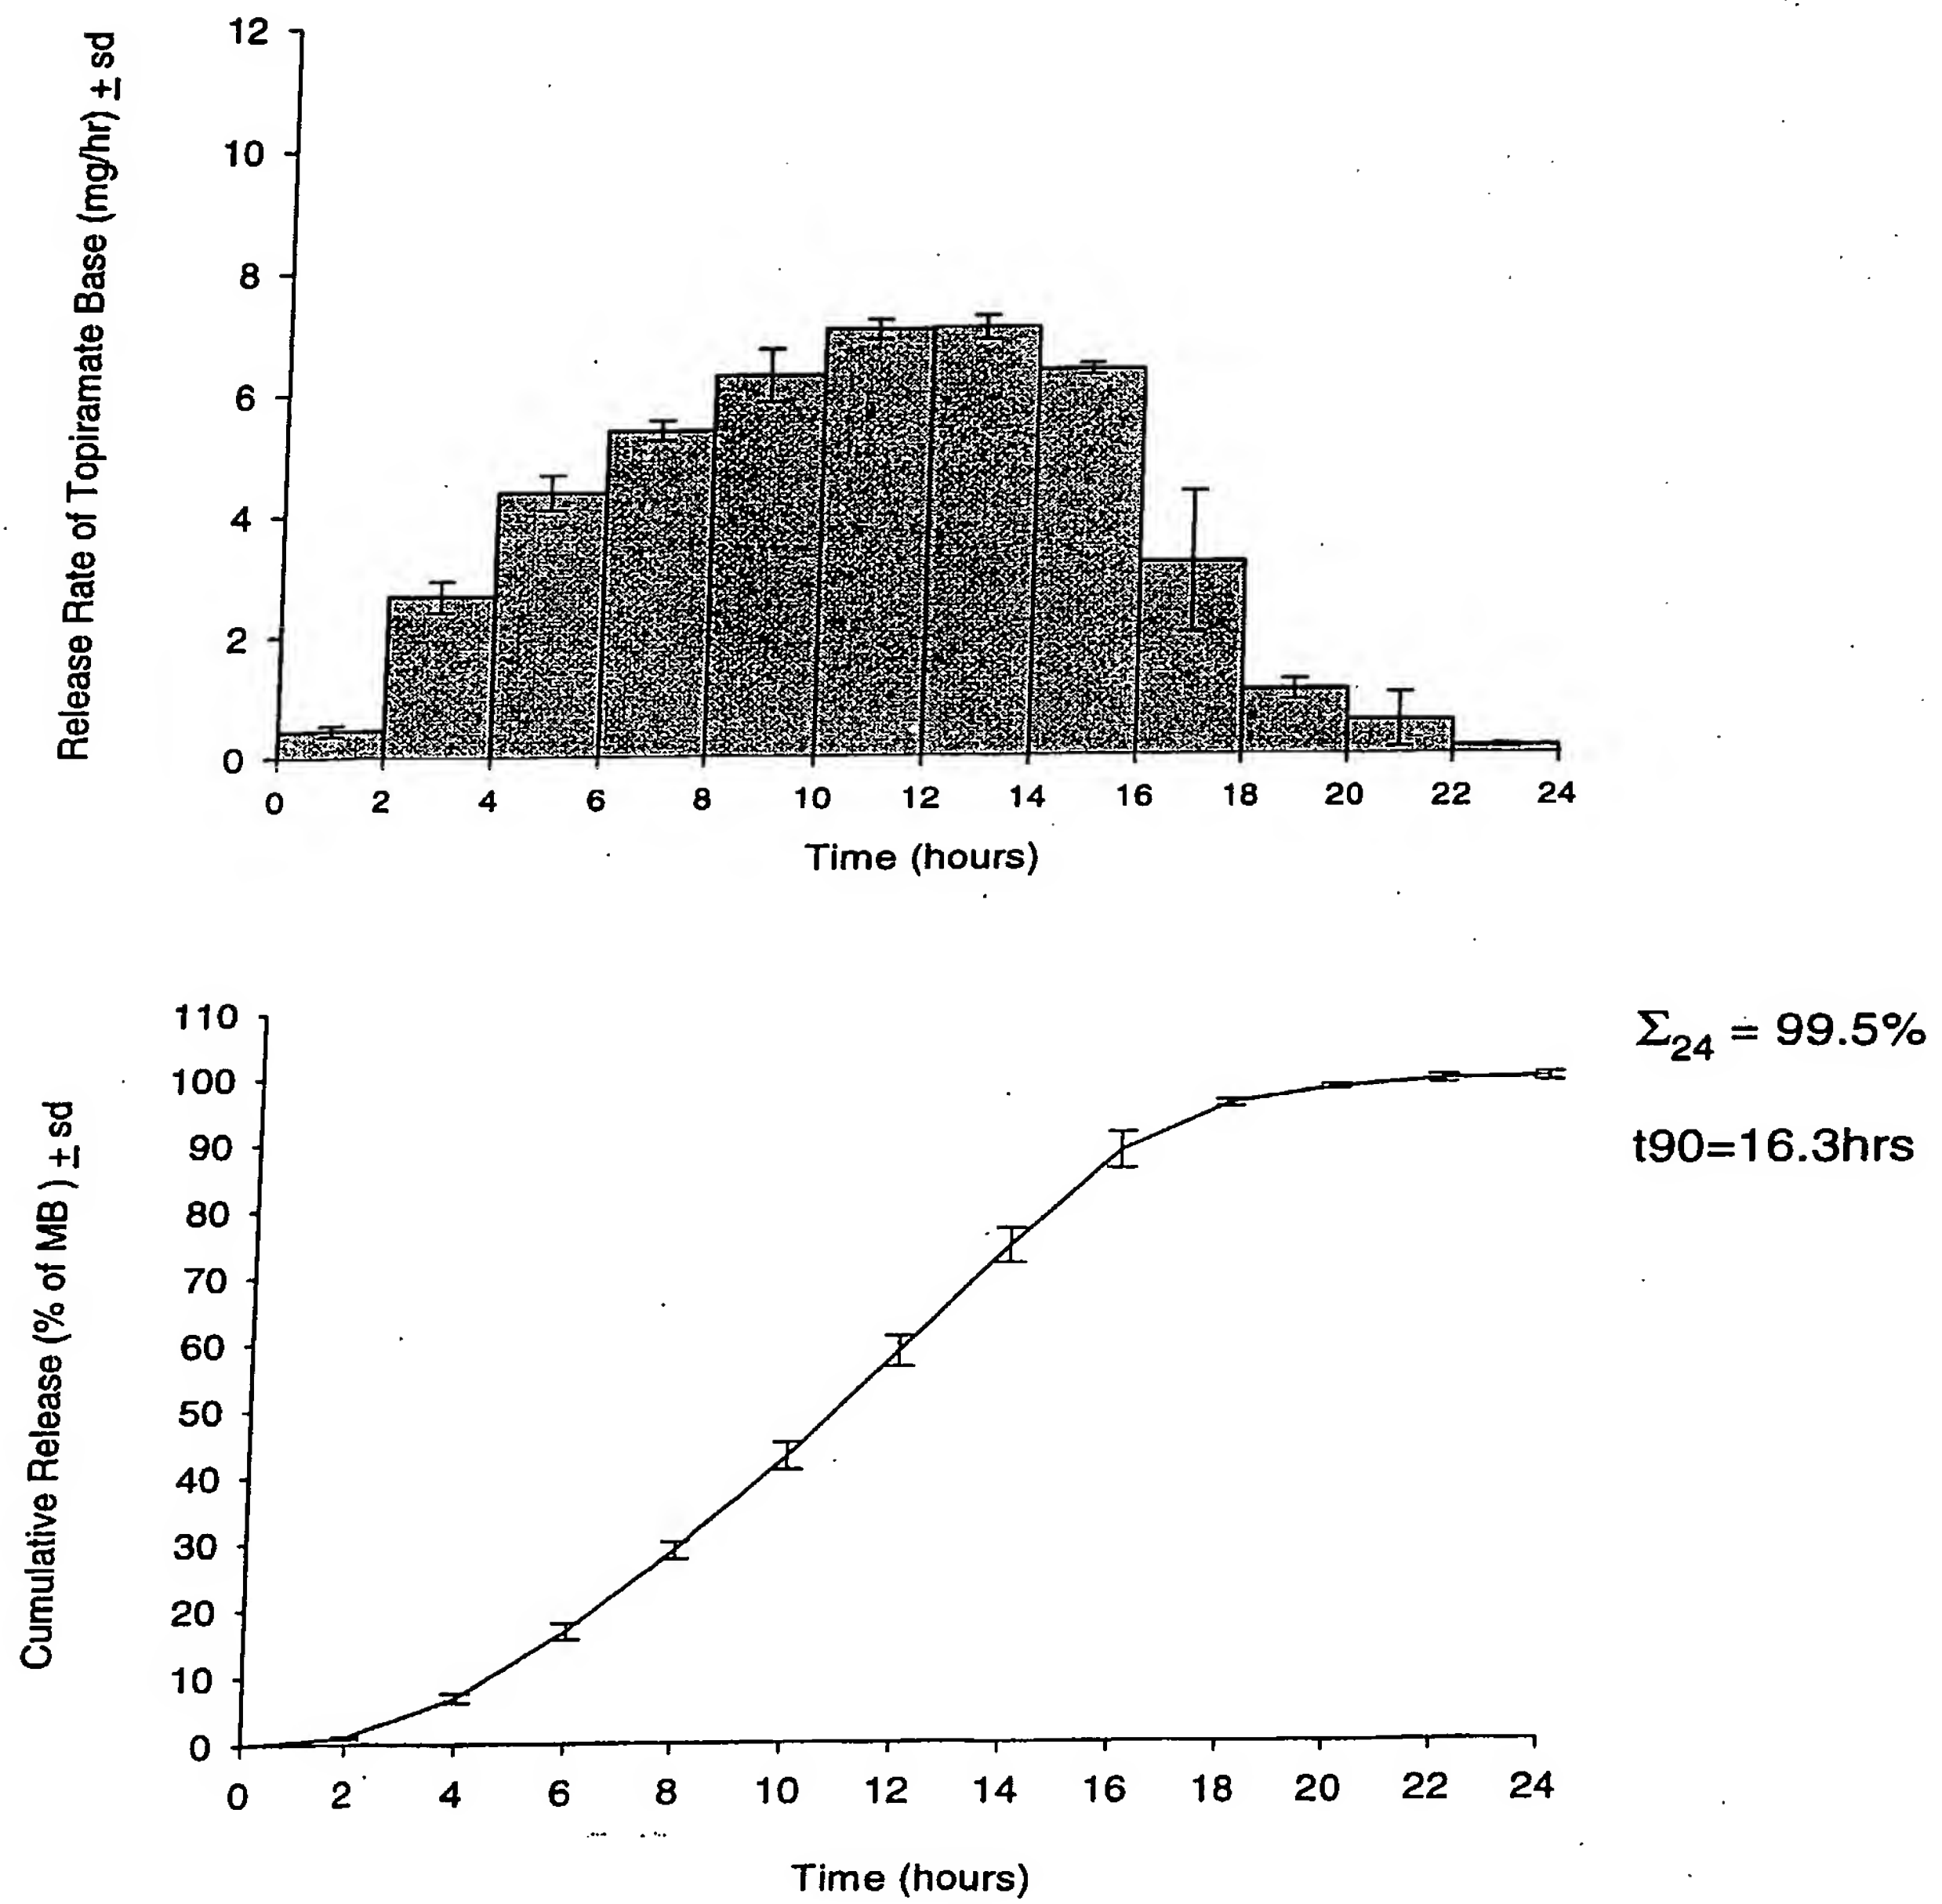 Release Rate of Topiramate Base (mg/hr) ± sd
12
10
8
6
4
2
0
0 2 4 6 8 10 12 14 16 18 20 22 24
Time (hours)
Cumulative Release (% of MB ) ± sd
110
100
90
80
70
60
50
40
30
20
10
0
0 2 4 6 8 10 12 14 16 18 20 22 24
Time (hours)
Σ24 = 99.5%
t90=16.3hrs